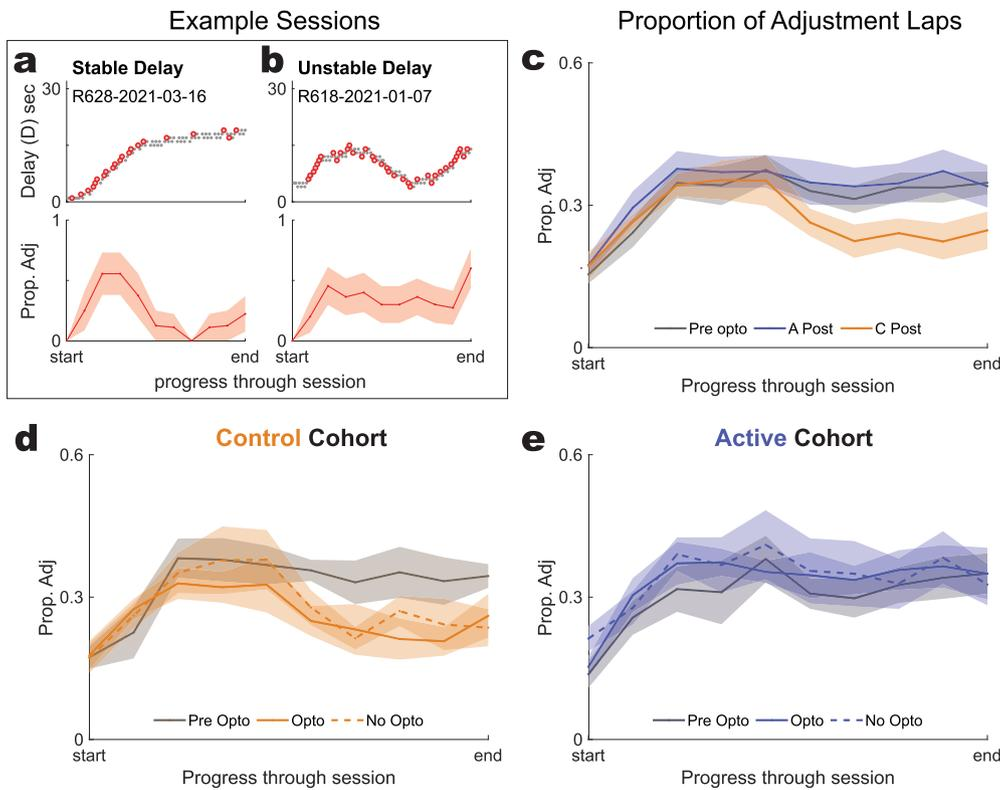 Example Sessions
Proportion of Adjustment Laps
a
Stable Delay
R628-2021-03-16
b
Unstable Delay
R618-2021-01-07
Delay (D) sec
30
0
30
0
Prop. Adj
1
0
1
0
start
end
start
end
progress through session
c
0.6
0.3
0
Prop. Adj
Pre opto
A Post
C Post
start
end
Progress through session
d
Control Cohort
0.6
0.3
0
Prop. Adj
Pre Opto
Opto
No Opto
start
end
Progress through session
e
Active Cohort
0.6
0.3
0
Prop. Adj
Pre Opto
Opto
No Opto
start
end
Progress through session